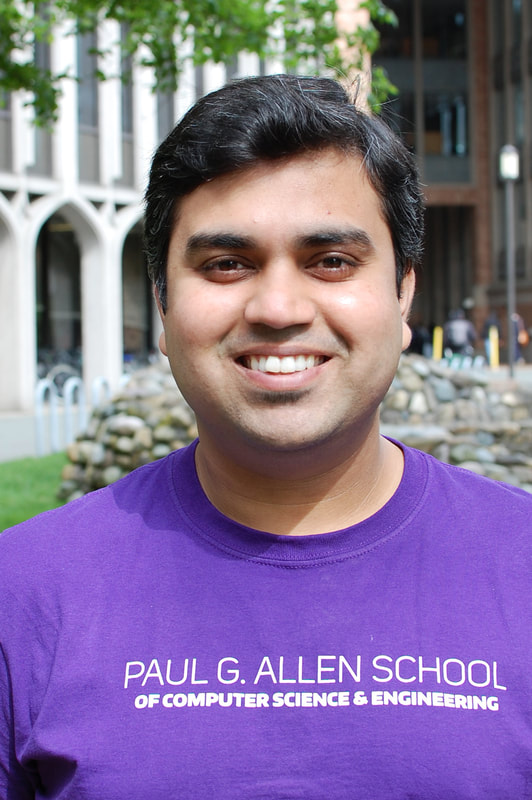 PAUL G. ALLEN SCHOOL
OF COMPUTER SCIENCE & ENGINEERING